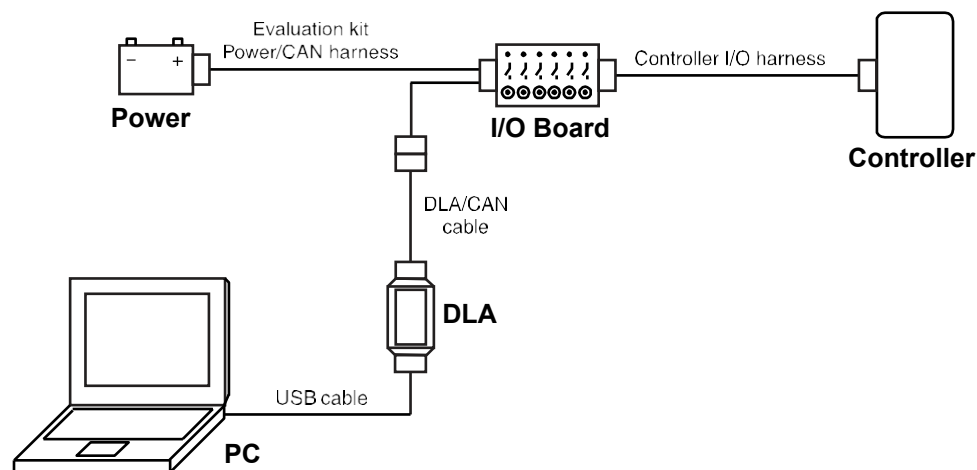 Evaluation kit
Power/CAN harness
Controller I/O harness
− +
Power
I/O Board
Controller
DLA/CAN
cable
DLA
USB cable
PC